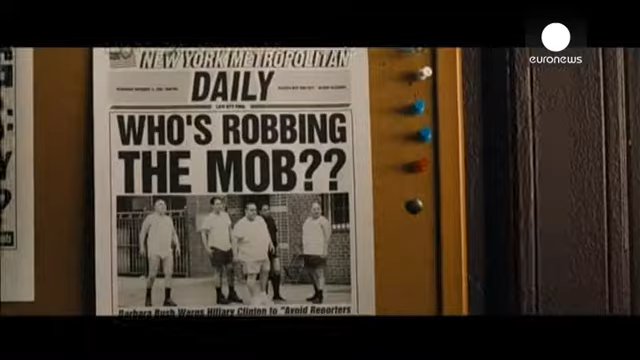 euronews
NEW YORK METROPOLITAN
DAILY
WHO'S ROBBING
THE MOB??
Barbara Bush Warns Hillary Clinton to "Avoid Reporters